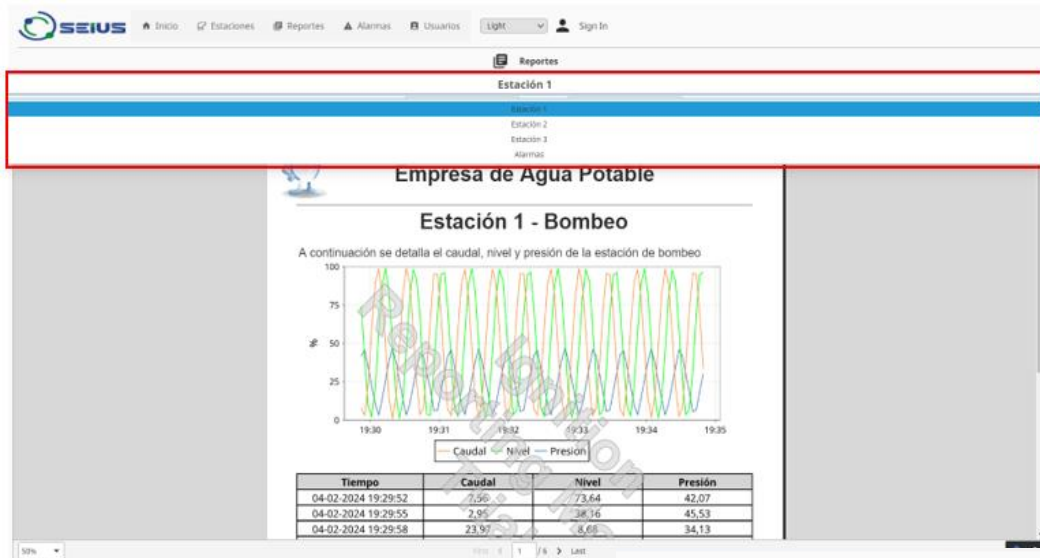 SEIUS Inicio Estaciones Reportes Alarmas Usuarios Light Sign In
Reportes
Estación 1
Estación 1
Estación 2
Estación 3
Alarmas
Empresa de Agua Potable
Estación 1 - Bombeo
A continuación se detalla el caudal, nivel y presión de la estación de bombeo
100
75
%
50
25
0
19:30 19:31 19:32 19:33 19:34 19:35
Caudal Nivel Presión
Ignition
Reporting
Tiempo Caudal Nivel Presión
04-02-2024 19:29:52 7,56 73,64 42,07
04-02-2024 19:29:55 2,95 38,16 45,53
04-02-2024 19:29:58 23,97 8,68 34,13
50% 1 / 6 Last